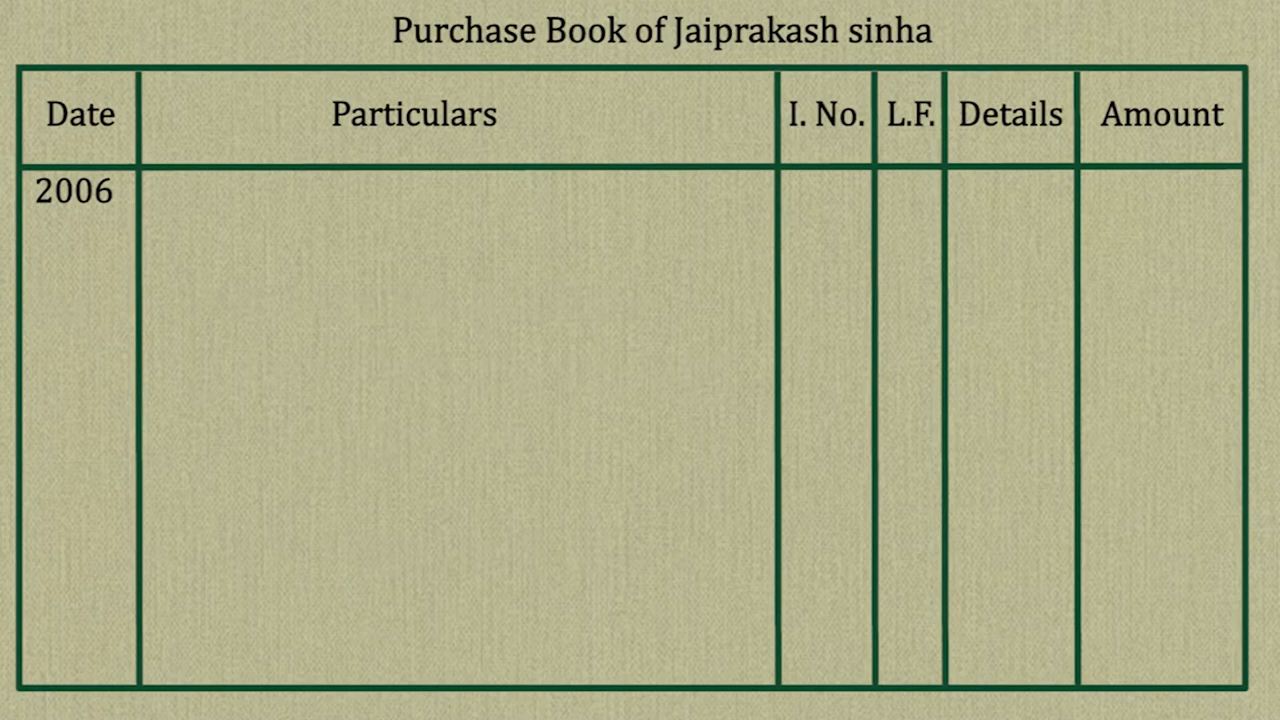 Purchase Book of Jaiprakash sinha
Date Particulars I. No. L.F. Details Amount
2006